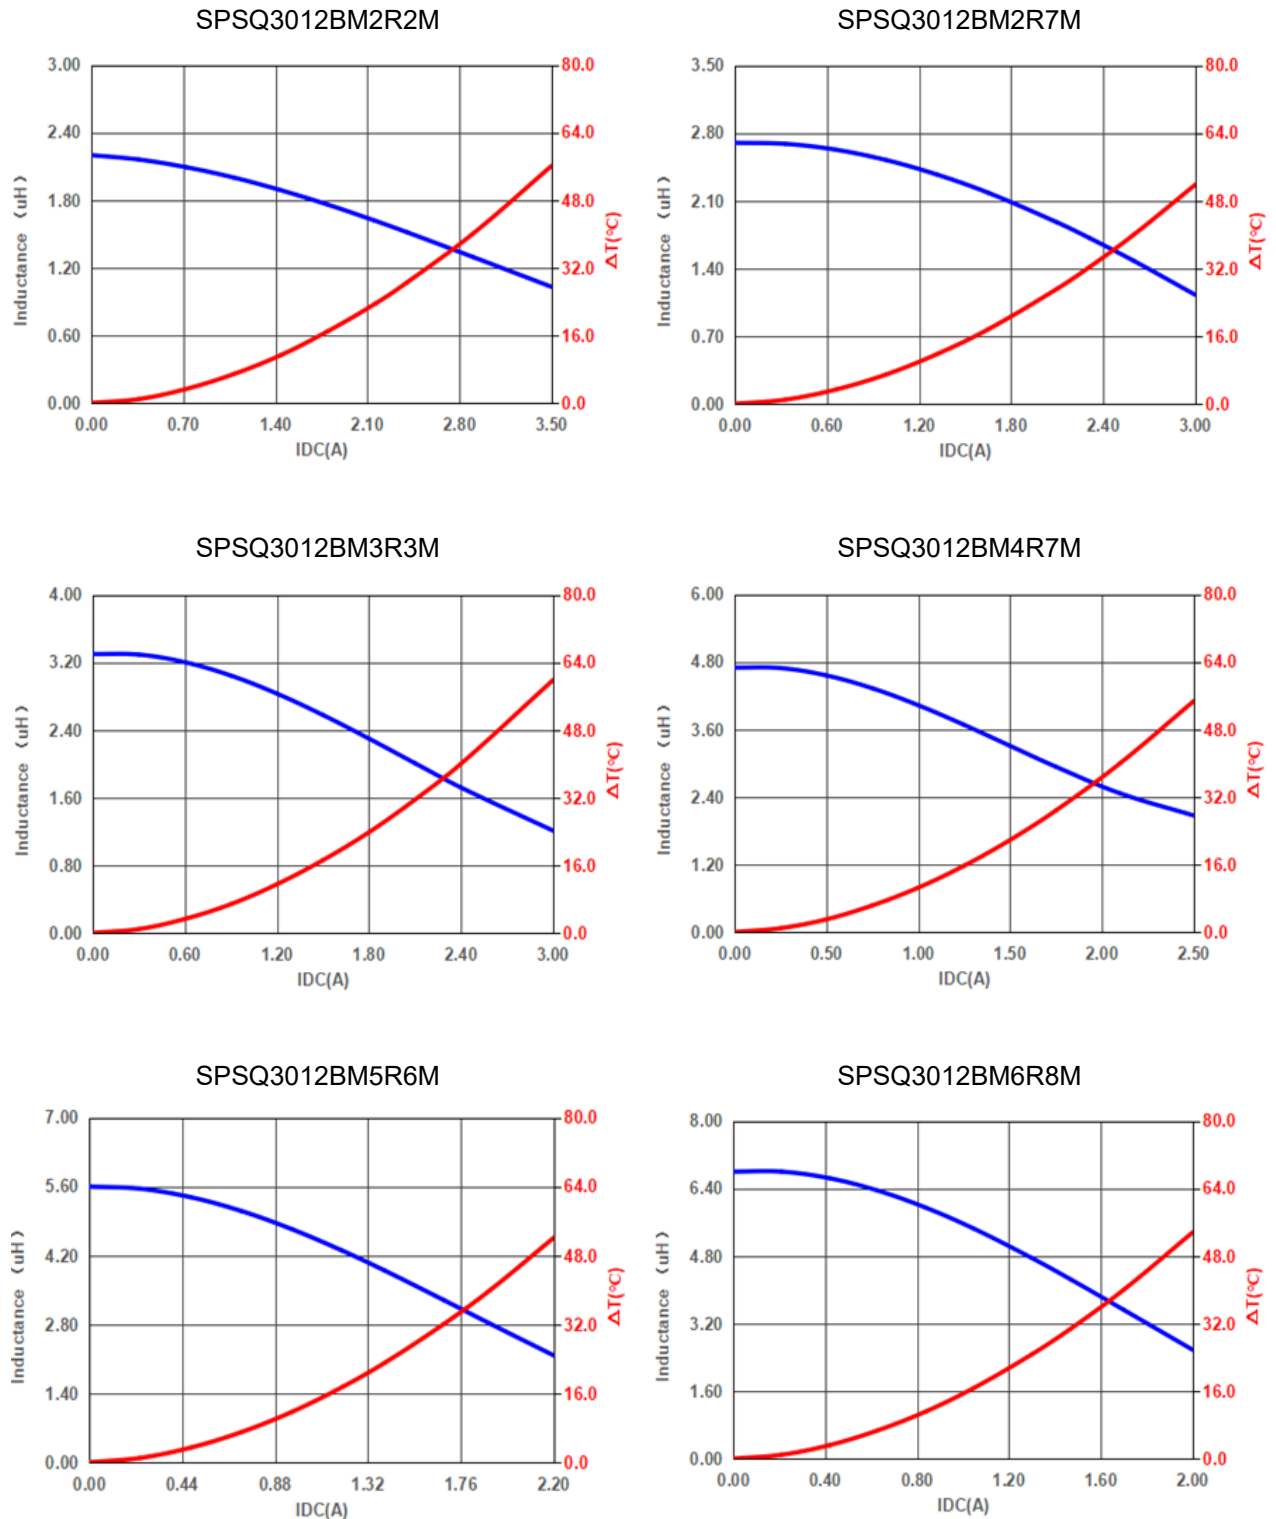 SPSQ3012BM2R2M
3.00
2.40
1.80
1.20
0.60
0.00
Inductance (uH)
80.0
64.0
48.0
32.0
16.0
0.0
ΔT(℃)
0.00 0.70 1.40 2.10 2.80 3.50
IDC(A)
SPSQ3012BM2R7M
3.50
2.80
2.10
1.40
0.70
0.00
Inductance (uH)
80.0
64.0
48.0
32.0
16.0
0.0
ΔT(℃)
0.00 0.60 1.20 1.80 2.40 3.00
IDC(A)
SPSQ3012BM3R3M
4.00
3.20
2.40
1.60
0.80
0.00
Inductance (uH)
80.0
64.0
48.0
32.0
16.0
0.0
ΔT(℃)
0.00 0.60 1.20 1.80 2.40 3.00
IDC(A)
SPSQ3012BM4R7M
6.00
4.80
3.60
2.40
1.20
0.00
Inductance (uH)
80.0
64.0
48.0
32.0
16.0
0.0
ΔT(℃)
0.00 0.50 1.00 1.50 2.00 2.50
IDC(A)
SPSQ3012BM5R6M
7.00
5.60
4.20
2.80
1.40
0.00
Inductance (uH)
80.0
64.0
48.0
32.0
16.0
0.0
ΔT(℃)
0.00 0.44 0.88 1.32 1.76 2.20
IDC(A)
SPSQ3012BM6R8M
8.00
6.40
4.80
3.20
1.60
0.00
Inductance (uH)
80.0
64.0
48.0
32.0
16.0
0.0
ΔT(℃)
0.00 0.40 0.80 1.20 1.60 2.00
IDC(A)